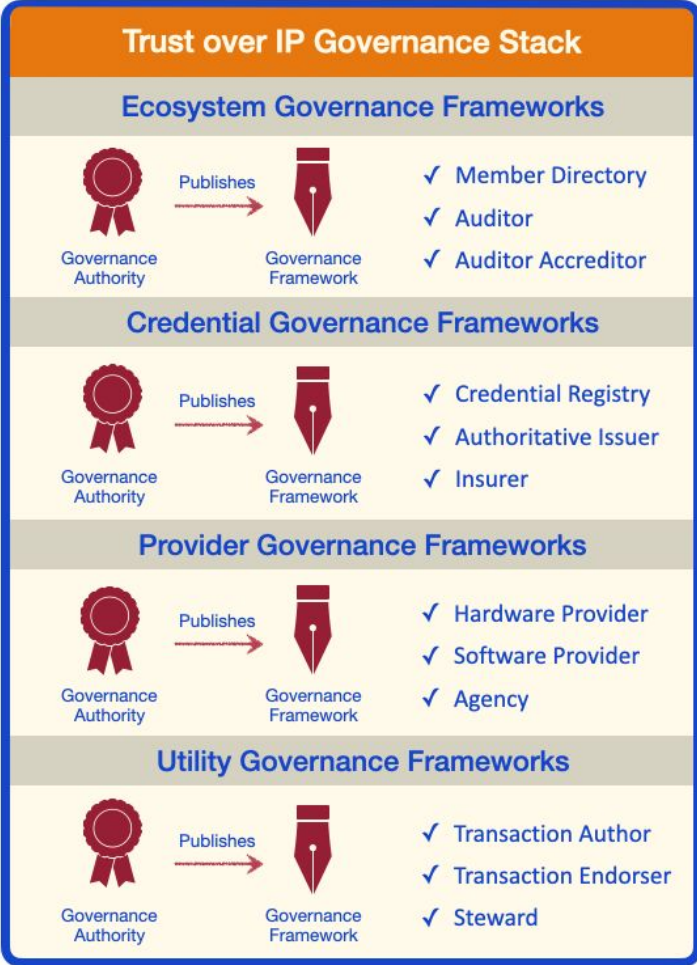 Trust over IP Governance Stack
Ecosystem Governance Frameworks
Publishes
Governance
Authority
Governance
Framework
✓ Member Directory
✓ Auditor
✓ Auditor Accreditor
Credential Governance Frameworks
Publishes
Governance
Authority
Governance
Framework
✓ Credential Registry
✓ Authoritative Issuer
✓ Insurer
Provider Governance Frameworks
Publishes
Governance
Authority
Governance
Framework
✓ Hardware Provider
✓ Software Provider
✓ Agency
Utility Governance Frameworks
Publishes
Governance
Authority
Governance
Framework
✓ Transaction Author
✓ Transaction Endorser
✓ Steward